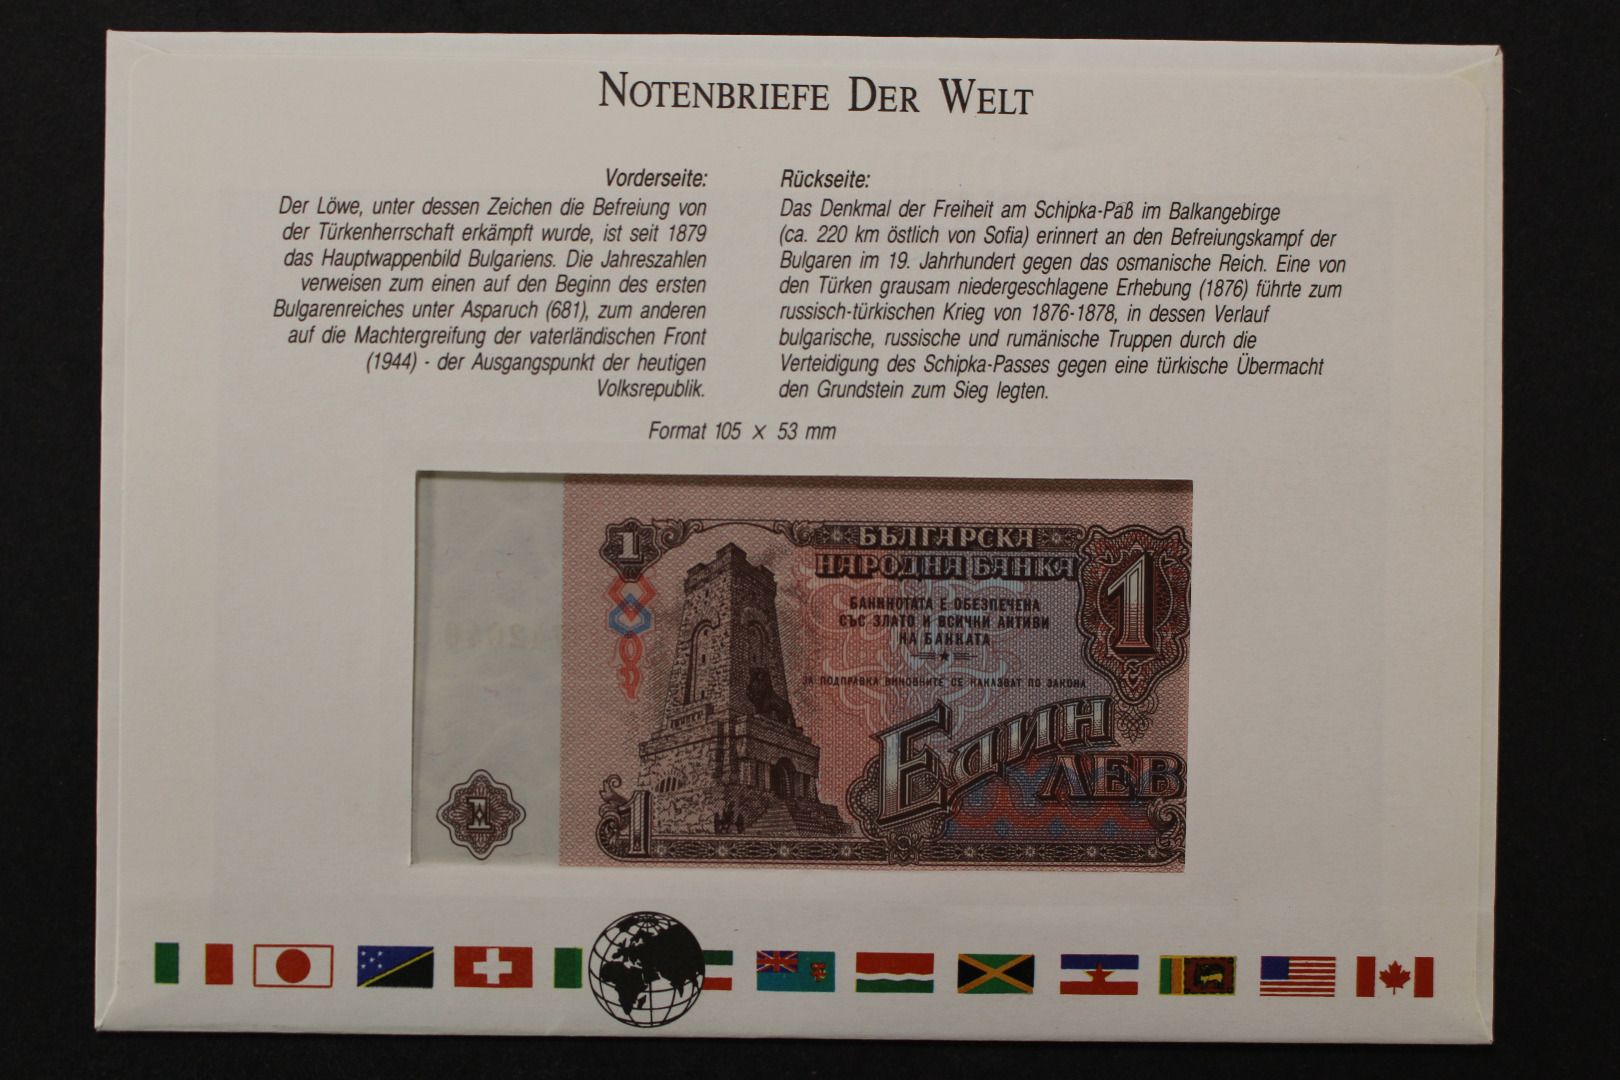 NOTENBRIEFE DER WELT
Vorderseite:
Der Löwe, unter dessen Zeichen die Befreiung von
der Türkenherrschaft erkämpft wurde, ist seit 1879
das Hauptwappenbild Bulgariens. Die Jahreszahlen
verweisen zum einen auf den Beginn des ersten
Bulgarenreiches unter Asparuch (681), zum anderen
auf die Machtergreifung der vaterländischen Front
(1944) - der Ausgangspunkt der heutigen
Volksrepublik.
Rückseite:
Das Denkmal der Freiheit am Schipka-Paß im Balkangebirge
(ca. 220 km östlich von Sofia) erinnert an den Befreiungskampf der
Bulgaren im 19. Jahrhundert gegen das osmanische Reich. Eine von
den Türken grausam niedergeschlagene Erhebung (1876) führte zum
russisch-türkischen Krieg von 1876-1878, in dessen Verlauf
bulgarische, russische und rumänische Truppen durch die
Verteidigung des Schipka-Passes gegen eine türkische Übermacht
den Grundstein zum Sieg legten.
Format 105 × 53 mm
1
БЪЛГАРСКА
НАРОДНА БАНКА
1
БАНКНОТАТА Е ОБЕЗПЕЧЕНА
СЪС ЗЛАТО И ВСИЧКИ АКТИВИ
НА БАНКАТА
ЗА ПОДПРАВКА ВИНОВНИТЕ СЕ НАКАЗВАТ ПО ЗАКОНА
Един
ЛЕВ
1
1